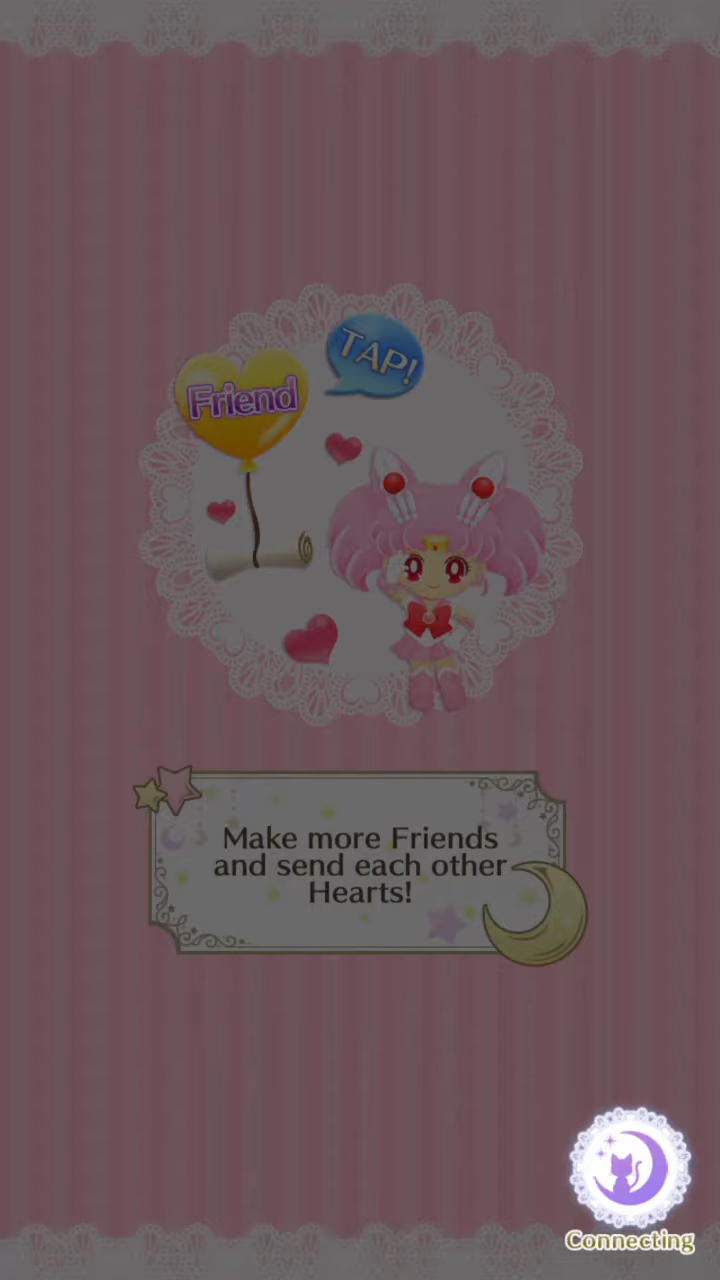 TAP!
Friend
Make more Friends
and send each other
Hearts!
Connecting